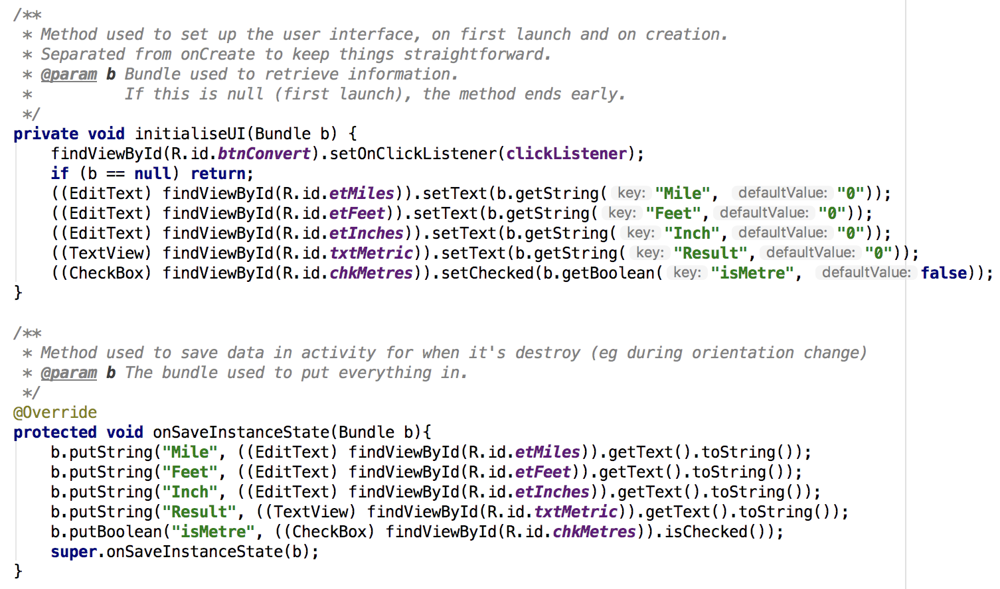 /**
 * Method used to set up the user interface, on first launch and on creation.
 * Separated from onCreate to keep things straightforward.
 * @param b Bundle used to retrieve information.
 *          If this is null (first launch), the method ends early.
 */
private void initialiseUI(Bundle b) {
    findViewById(R.id.btnConvert).setOnClickListener(clickListener);
    if (b == null) return;
    ((EditText) findViewById(R.id.etMiles)).setText(b.getString( key: "Mile",  defaultValue: "0"));
    ((EditText) findViewById(R.id.etFeet)).setText(b.getString( key: "Feet", defaultValue: "0"));
    ((EditText) findViewById(R.id.etInches)).setText(b.getString( key: "Inch", defaultValue: "0"));
    ((TextView) findViewById(R.id.txtMetric)).setText(b.getString( key: "Result", defaultValue: "0"));
    ((CheckBox) findViewById(R.id.chkMetres)).setChecked(b.getBoolean( key: "isMetre",  defaultValue: false));
}

/**
 * Method used to save data in activity for when it's destroy (eg during orientation change)
 * @param b The bundle used to put everything in.
 */
@Override
protected void onSaveInstanceState(Bundle b){
    b.putString("Mile", ((EditText) findViewById(R.id.etMiles)).getText().toString());
    b.putString("Feet", ((EditText) findViewById(R.id.etFeet)).getText().toString());
    b.putString("Inch", ((EditText) findViewById(R.id.etInches)).getText().toString());
    b.putString("Result", ((TextView) findViewById(R.id.txtMetric)).getText().toString());
    b.putBoolean("isMetre", ((CheckBox) findViewById(R.id.chkMetres)).isChecked());
    super.onSaveInstanceState(b);
}